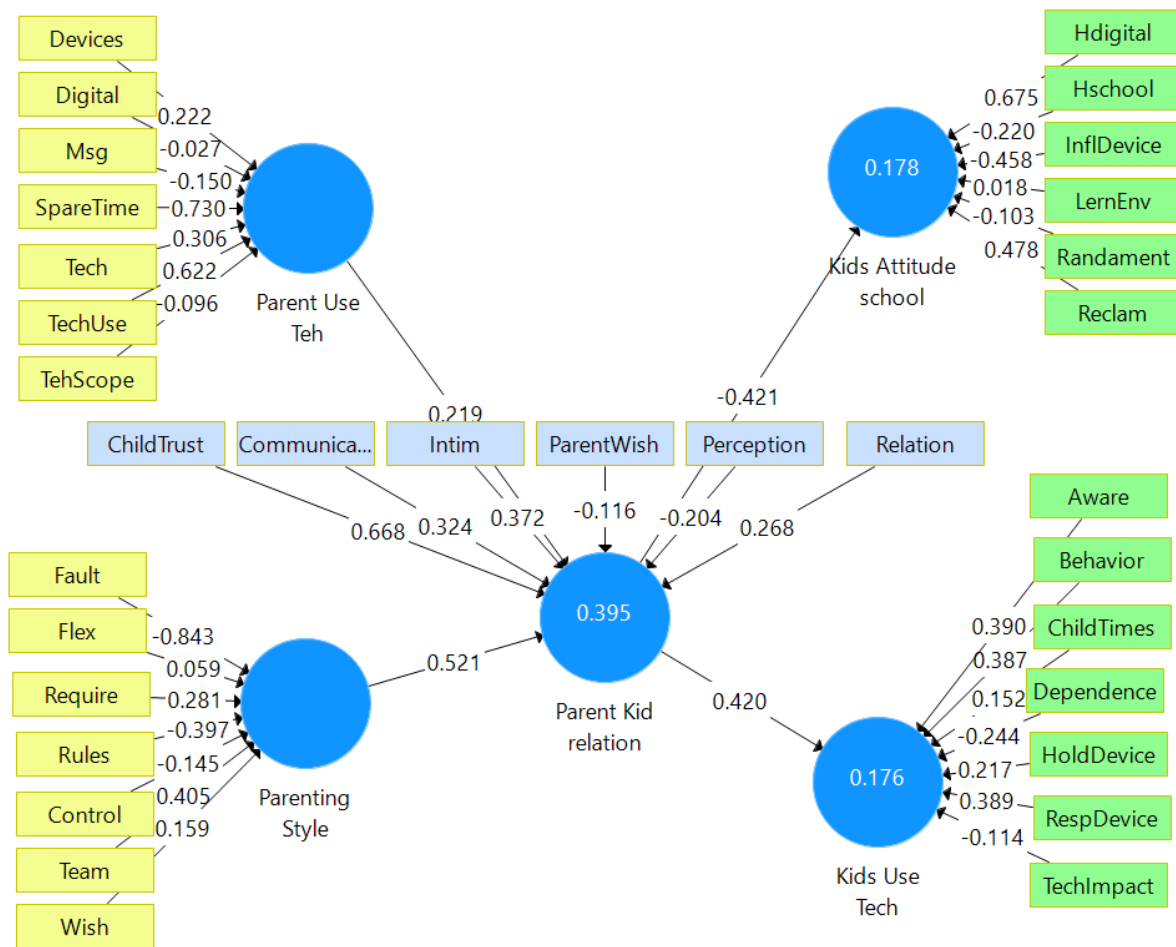 Devices
Digital
Msg
SpareTime
Tech
TechUse
TehScope
0.222
-0.027
-0.150
0.730
0.306
0.622
-0.096
Parent Use
Teh
Hdigital
Hschool
InflDevice
LernEnv
Randament
Reclam
0.675
-0.220
-0.458
0.018
-0.103
0.478
0.178
Kids Attitude
school
0.219
-0.421
ChildTrust
Communica...
Intim
ParentWish
Perception
Relation
0.668
0.324
0.372
-0.116
-0.204
0.268
0.395
Parent Kid
relation
Fault
Flex
Require
Rules
Control
Team
Wish
-0.843
0.059
0.281
-0.397
-0.145
0.405
0.159
Parenting
Style
0.521
0.420
Aware
Behavior
ChildTimes
Dependence
HoldDevice
RespDevice
TechImpact
0.390
0.387
0.152
-0.244
0.217
0.389
-0.114
0.176
Kids Use
Tech